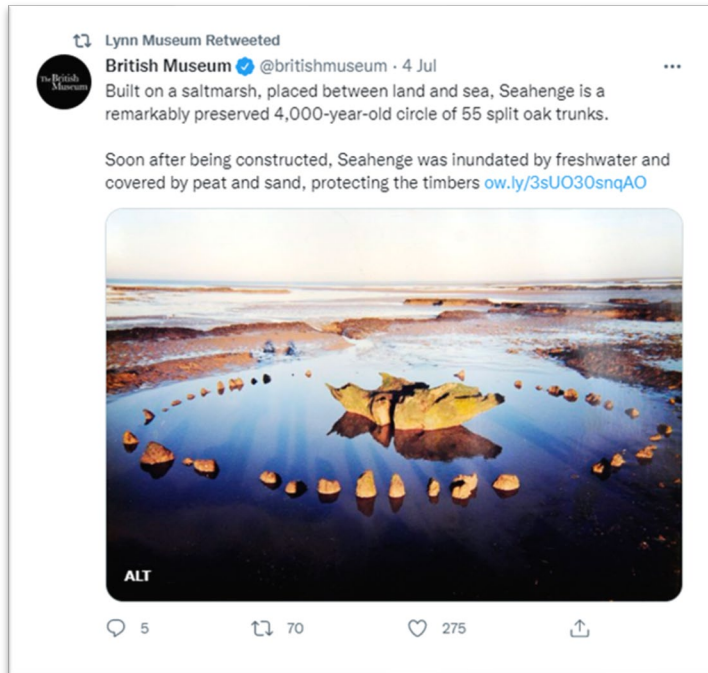 Lynn Museum Retweeted
British Museum @britishmuseum · 4 Jul
The British
Museum
Built on a saltmarsh, placed between land and sea, Seahenge is a
remarkably preserved 4,000-year-old circle of 55 split oak trunks.
Soon after being constructed, Seahenge was inundated by freshwater and
covered by peat and sand, protecting the timbers ow.ly/3sUO30snqAO
ALT
5 70 275